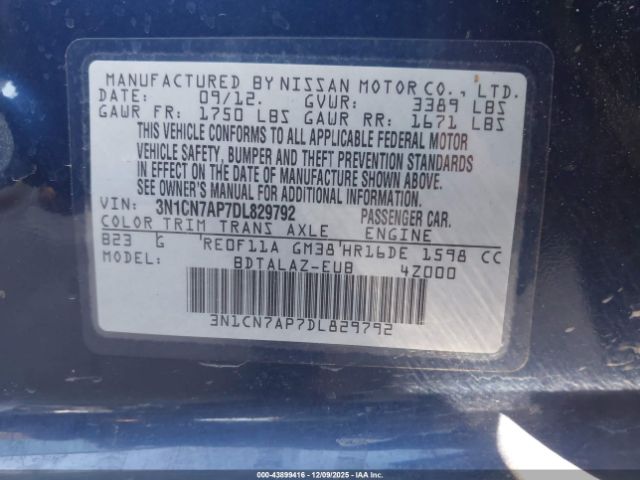 MANUFACTURED BY NISSAN MOTOR CO., LTD.
DATE: 09/12. GVWR: 3389 LBS
GAWR FR: 1750 LBS GAWR RR: 1671 LBS
THIS VEHICLE CONFORMS TO ALL APPLICABLE FEDERAL MOTOR
VEHICLE SAFETY, BUMPER AND THEFT PREVENTION STANDARDS
IN EFFECT ON THE DATE OF MANUFACTURE SHOWN ABOVE.
SEE OWNER'S MANUAL FOR ADDITIONAL INFORMATION.
VIN: 3N1CN7AP7DL829792 PASSENGER CAR.
COLOR TRIM TRANS AXLE ENGINE
B23 G RE0F11A GM38 HR16DE 1598 CC
MODEL: BDTALAZ-EUB 4Z000
3N1CN7AP7DL829792
000-43899416 - 12/09/2025 - IAA Inc.